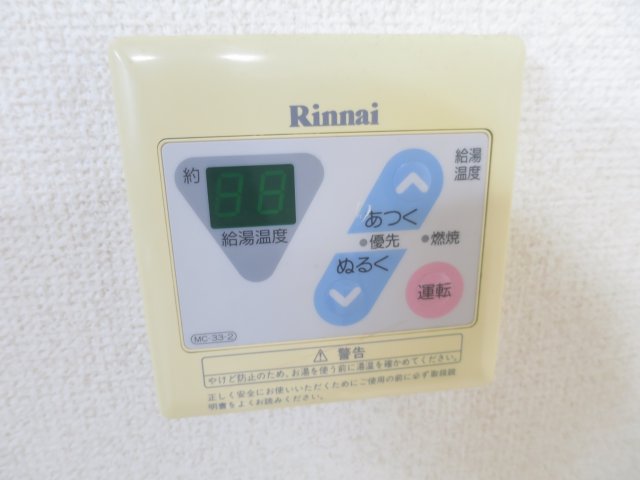 Rinnai
給湯
温度
約
88
給湯温度
あつく
優先
燃焼
ぬるく
運転
MC-33-2
警告
やけど防止のため、お湯を使う前に湯温を確かめてください。
正しく安全にお使いいただくためにご使用の前に必ず取扱説
明書をよくお読みください。